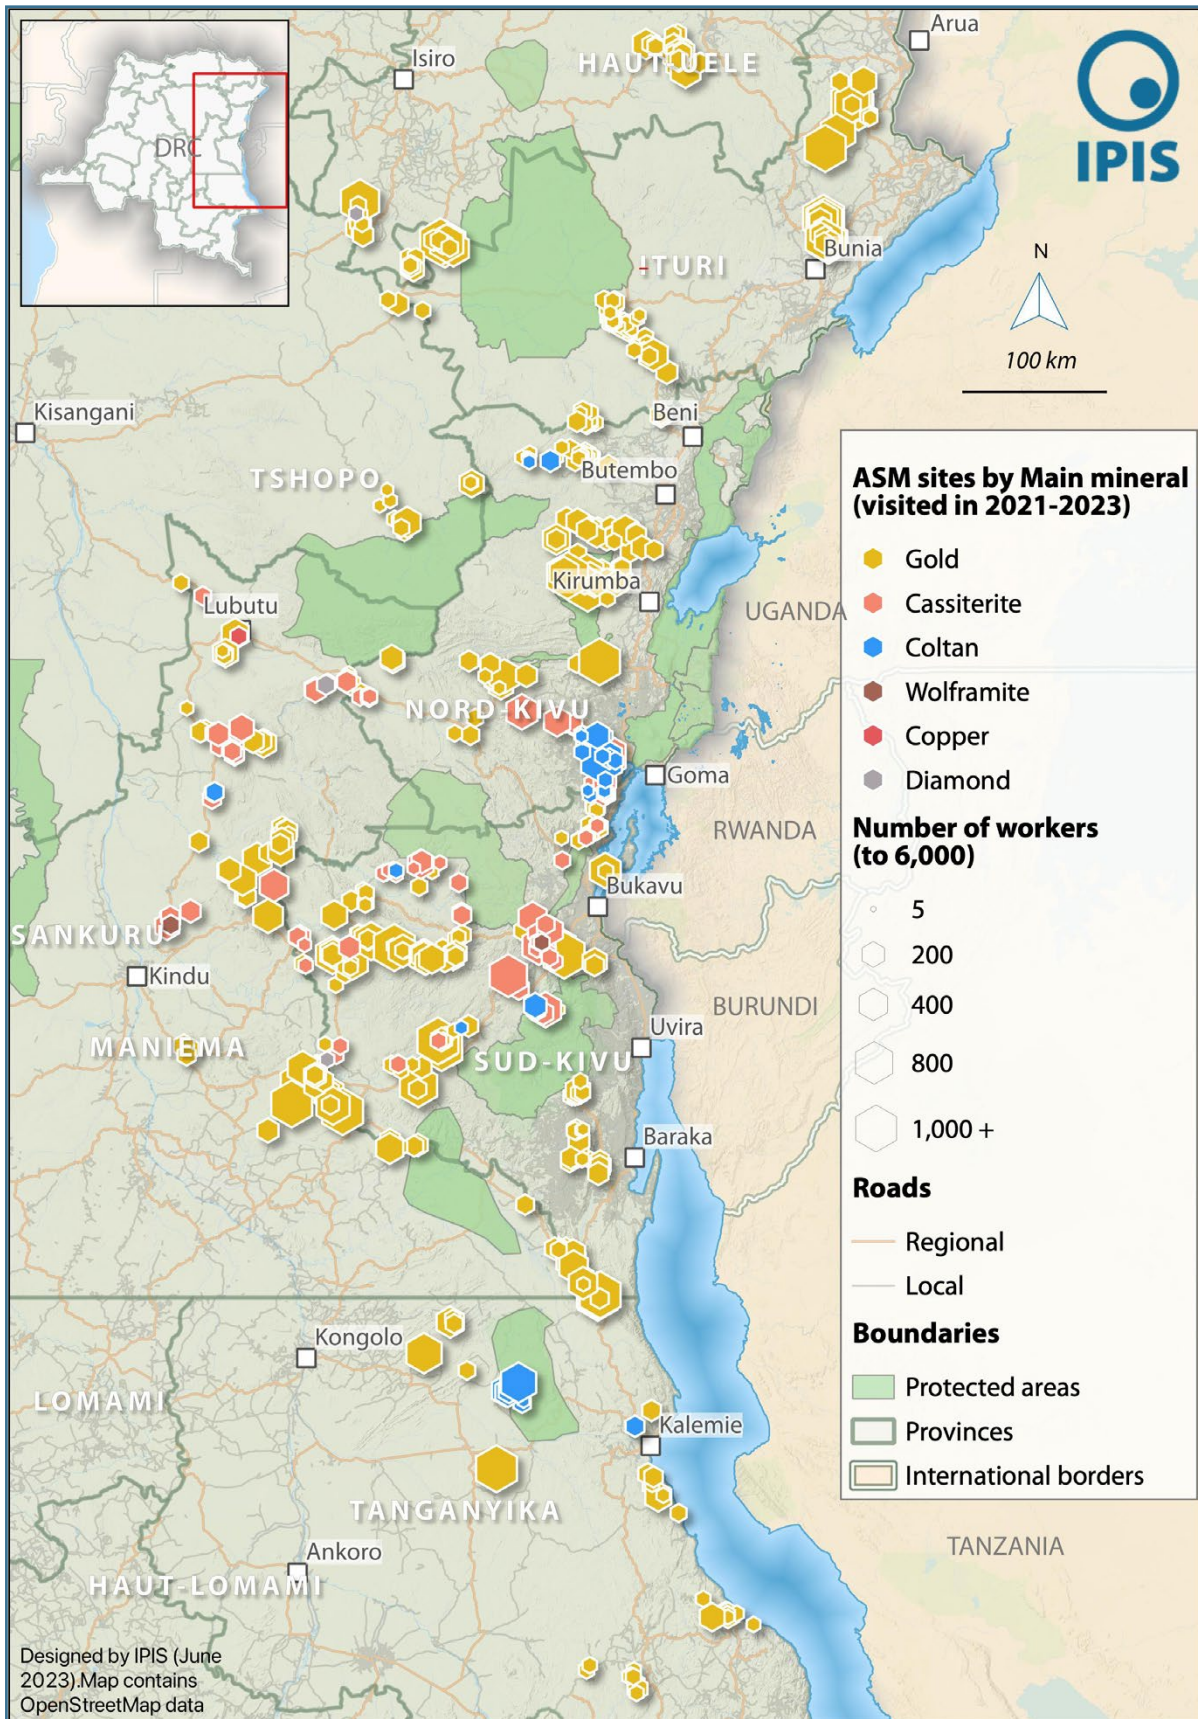 Arua
Isiro
HAUT-UELE
IPIS
DRC
Bunia
ITURI
N
100 km
Kisangani
Beni
TSHOPO
Butembo
Kirumba
Lubutu
UGANDA
NORD-KIVU
Goma
RWANDA
Bukavu
SANKURU
Kindu
BURUNDI
Uvira
MANIEMA
SUD-KIVU
Baraka
Kongolo
LOMAMI
Kalemie
TANGANYIKA
Ankoro
TANZANIA
HAUT-LOMAMI
ASM sites by Main mineral
(visited in 2021-2023)
Gold
Cassiterite
Coltan
Wolframite
Copper
Diamond
Number of workers
(to 6,000)
5
200
400
800
1,000 +
Roads
Regional
Local
Boundaries
Protected areas
Provinces
International borders
Designed by IPIS (June
2023).Map contains
OpenStreetMap data